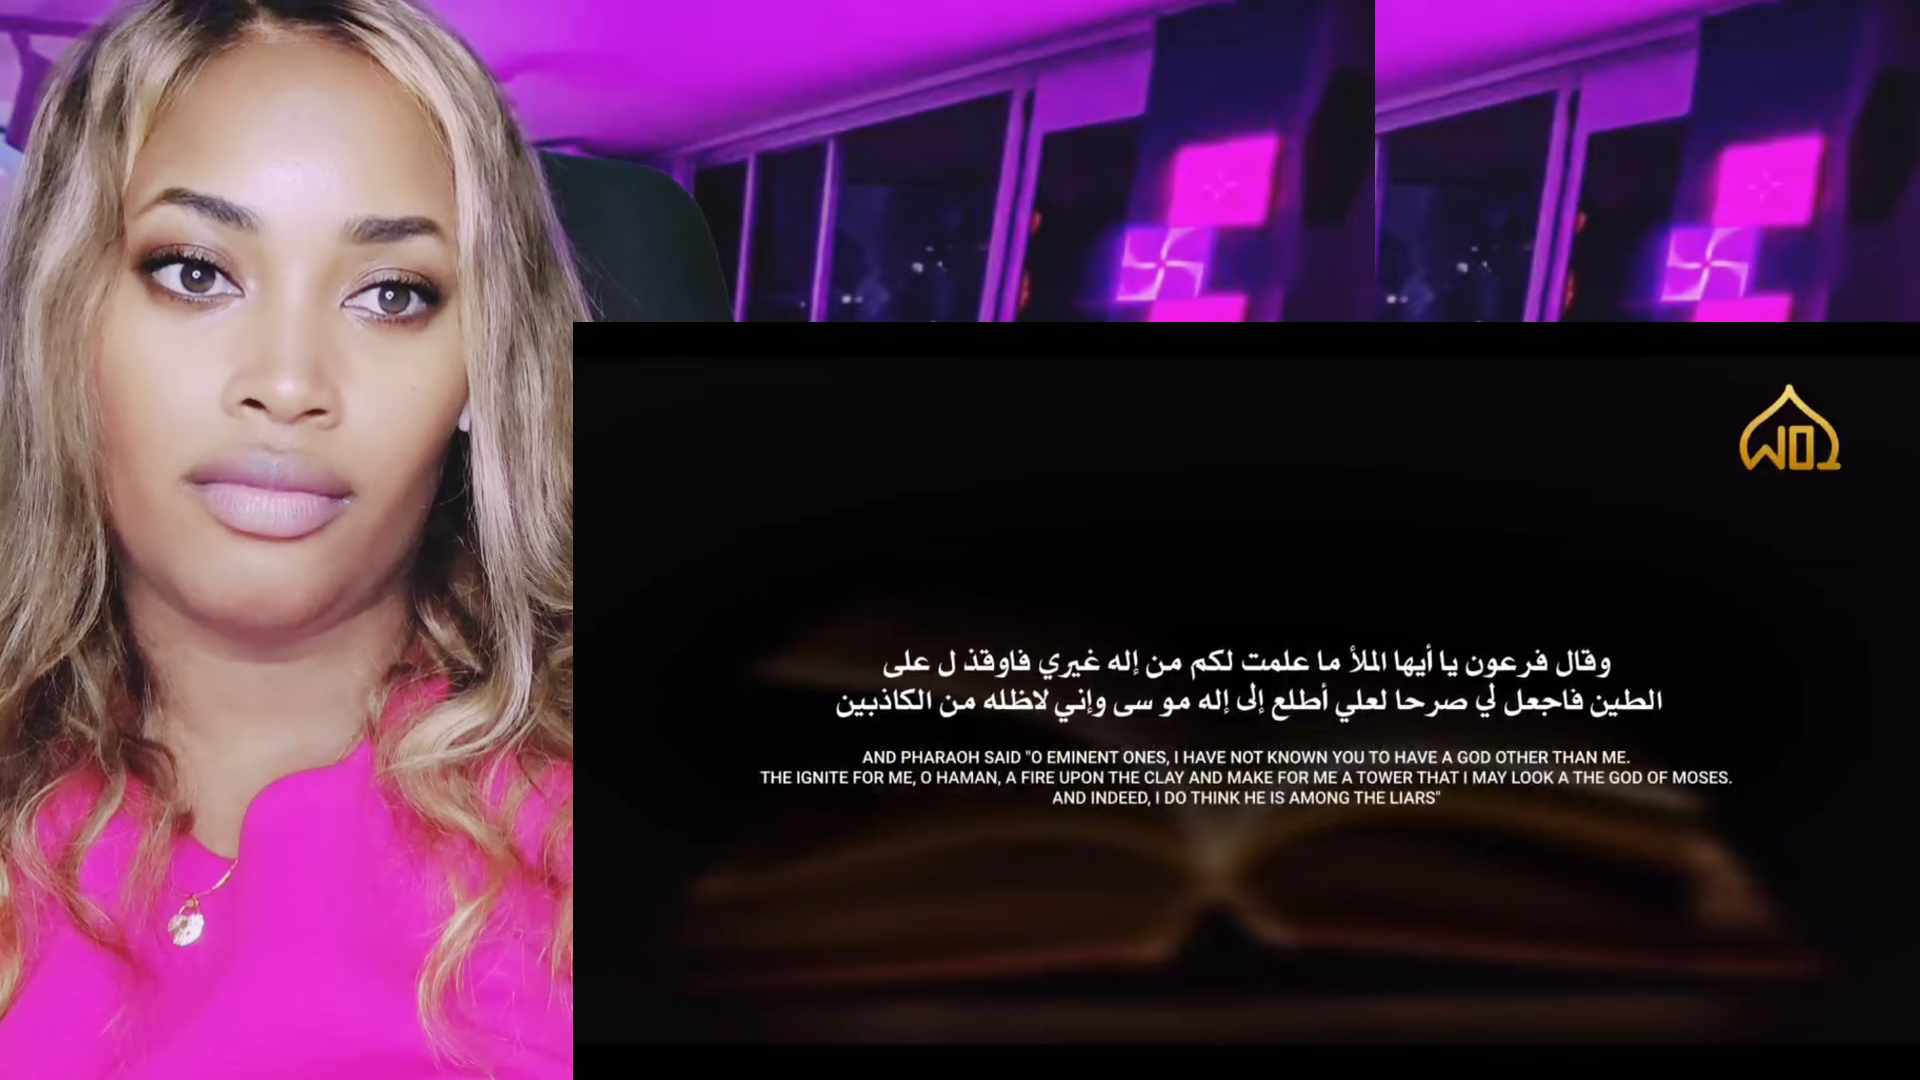 وقال فرعون يا أيها الملأ ما علمت لكم من إله غيري فاوقذ ل على
الطين فاجعل لي صرحا لعلي أطلع إلى إله مو سى وإني لاظله من الكاذبين
AND PHARAOH SAID "O EMINENT ONES, I HAVE NOT KNOWN YOU TO HAVE A GOD OTHER THAN ME.
THE IGNITE FOR ME, O HAMAN, A FIRE UPON THE CLAY AND MAKE FOR ME A TOWER THAT I MAY LOOK A THE GOD OF MOSES.
AND INDEED, I DO THINK HE IS AMONG THE LIARS"